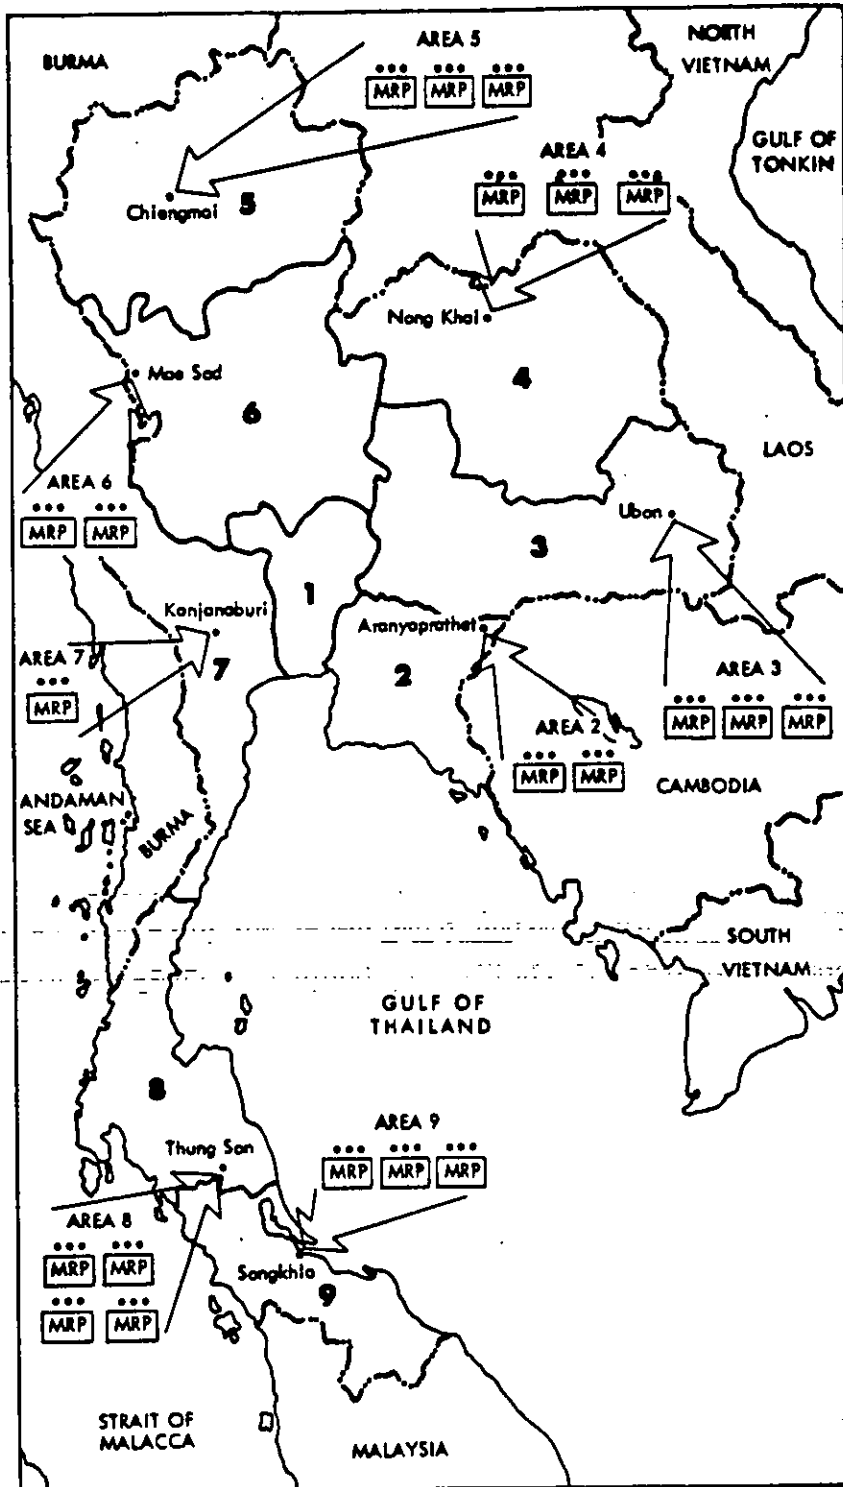 AREA 5
MRP MRP MRP
BURMA
NORTH
VIETNAM
GULF OF
TONKIN
AREA 4
MRP MRP MRP
Chiengmai
5
Nong Khai
4
Mae Sad
6
LAOS
AREA 6
MRP MRP
Ubon
3
1
Kanjanaburi
Aranyaprathet
AREA 7
MRP
7
2
AREA 3
MRP MRP MRP
AREA 2
MRP MRP
CAMBODIA
ANDAMAN
SEA
BURMA
SOUTH
VIETNAM
GULF OF
THAILAND
8
AREA 9
MRP MRP MRP
Thung Son
AREA 8
MRP MRP
MRP MRP
Songkhla
9
STRAIT OF
MALACCA
MALAYSIA